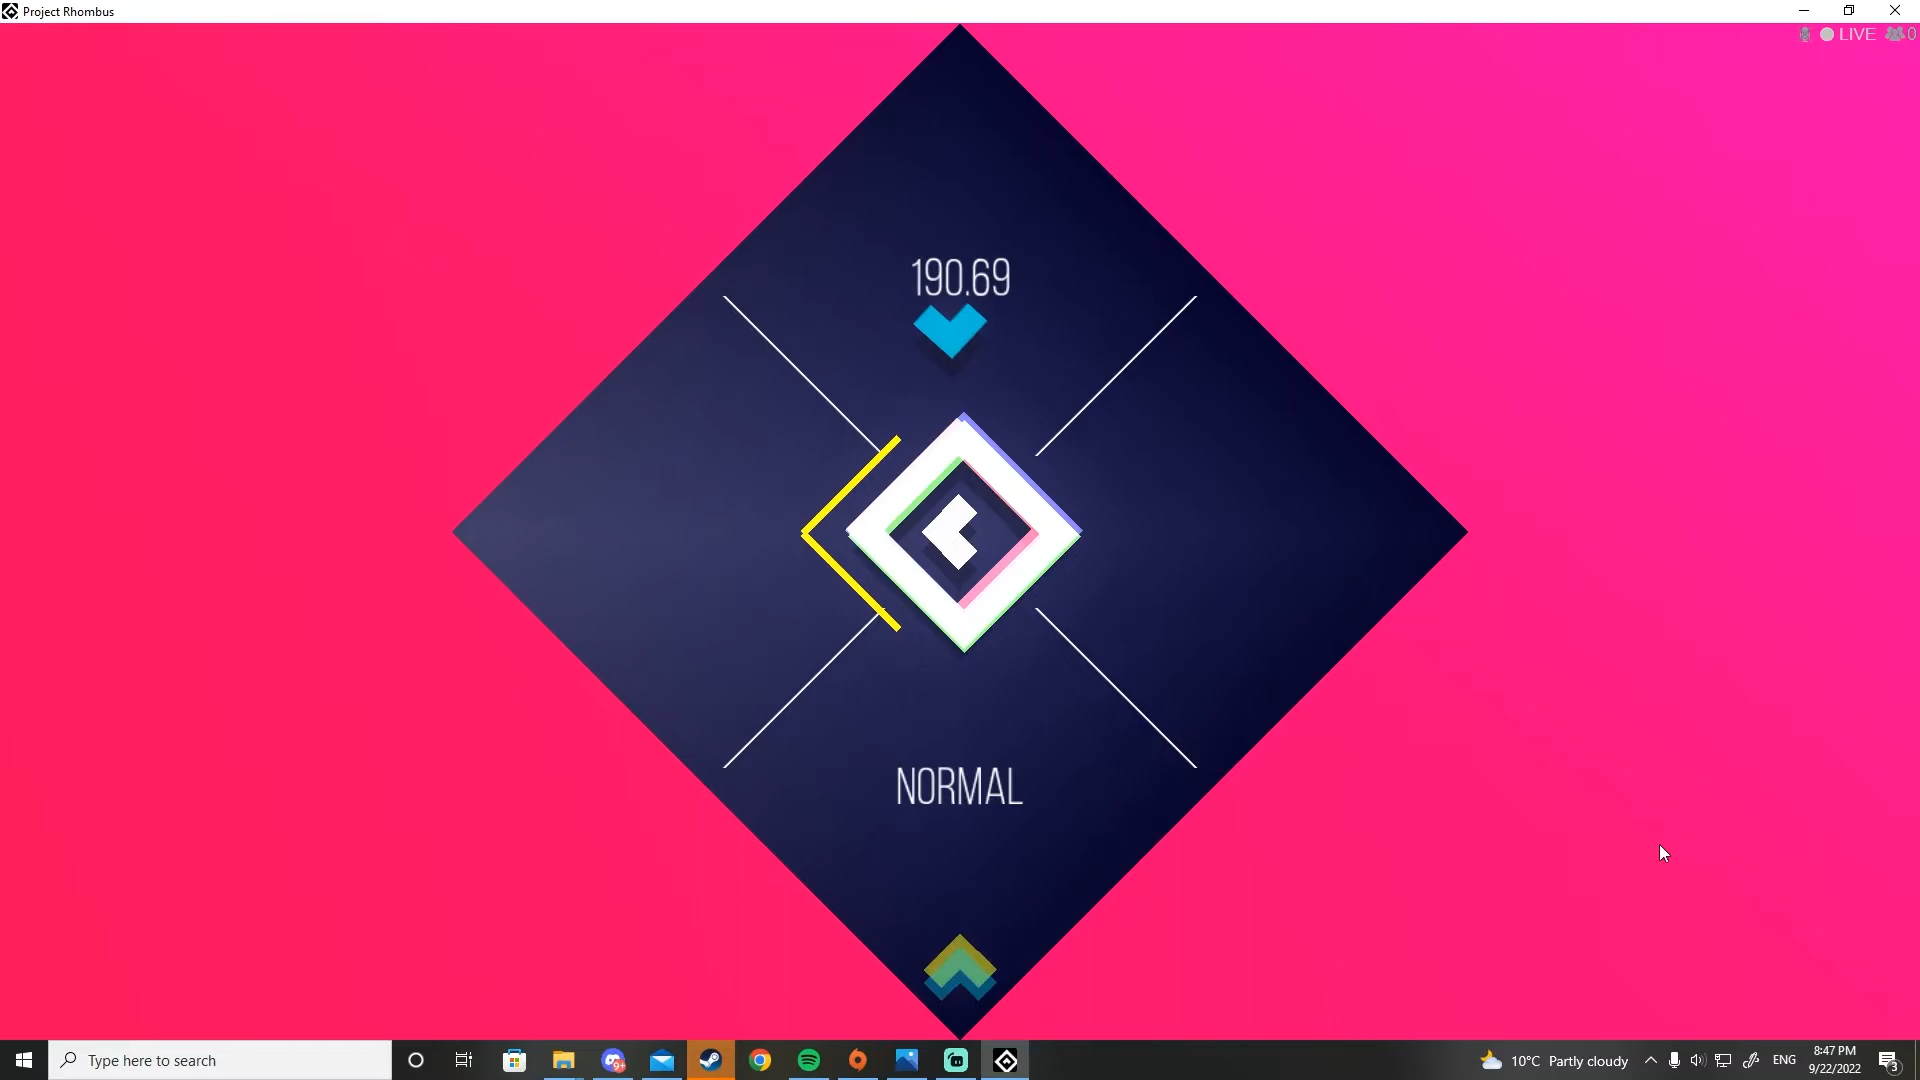 Project Rhombus
LIVE 0
190.69
NORMAL
Type here to search
9+
10°C Partly cloudy
ENG
8:47 PM
9/22/2022
3